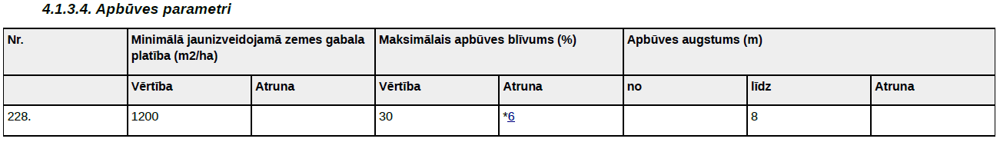 4.1.3.4. Apbūves parametri
Nr. Minimālā jaunizveidojamā zemes gabala Maksimālais apbūves blīvums (%) Apbūves augstums (m)
platība (m2/ha)
Vērtība Atruna Vērtība Atruna no līdz Atruna
228. 1200 30 *6 8